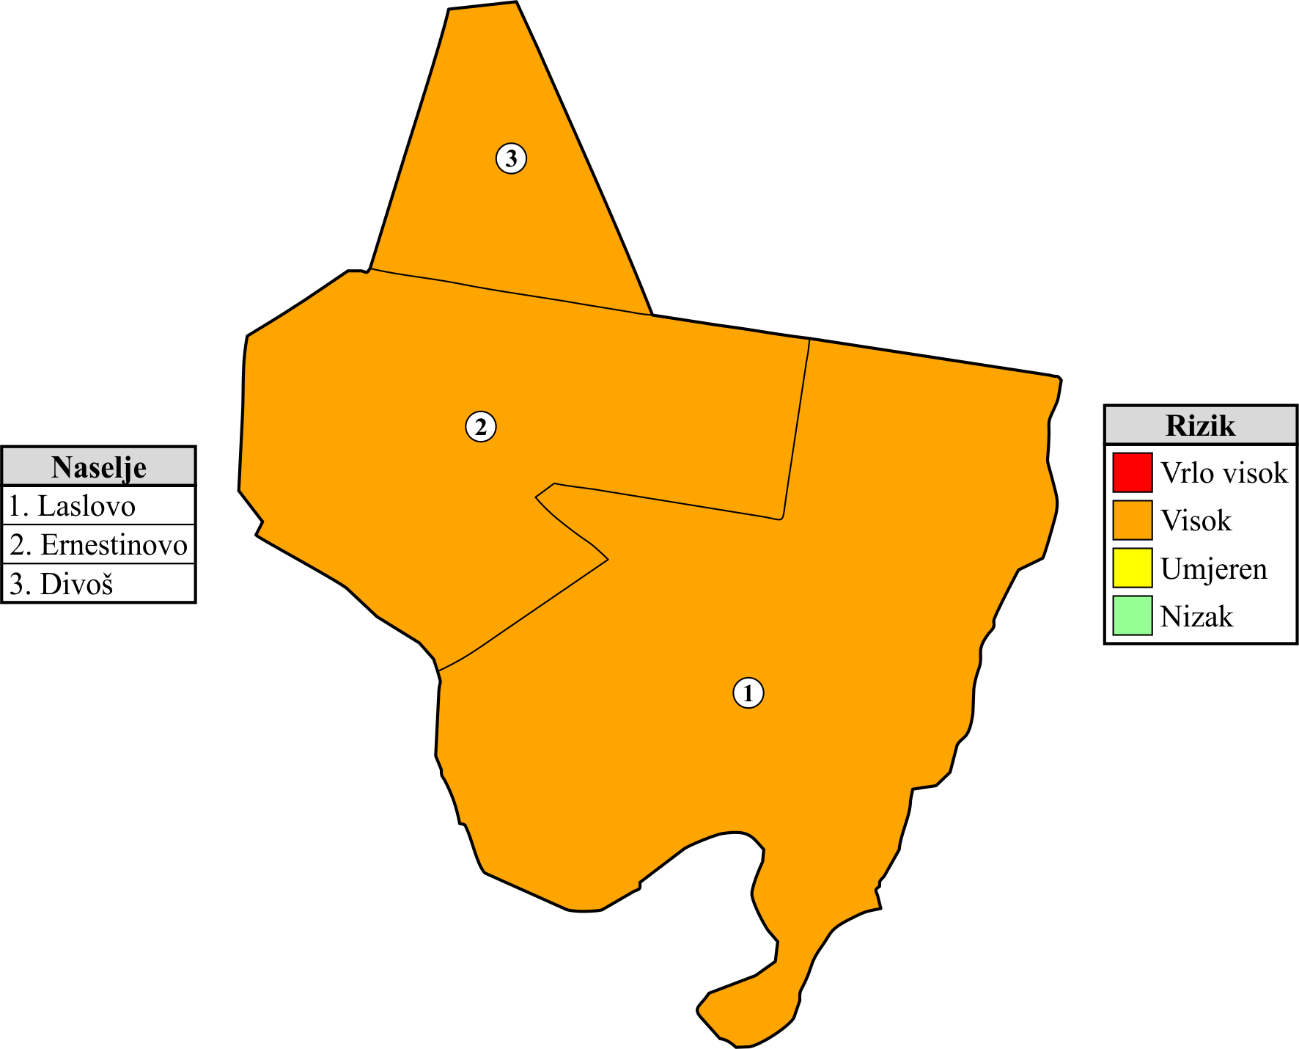 3
2
1
Naselje
1. Laslovo
2. Ernestinovo
3. Divoš
Rizik
Vrlo visok
Visok
Umjeren
Nizak